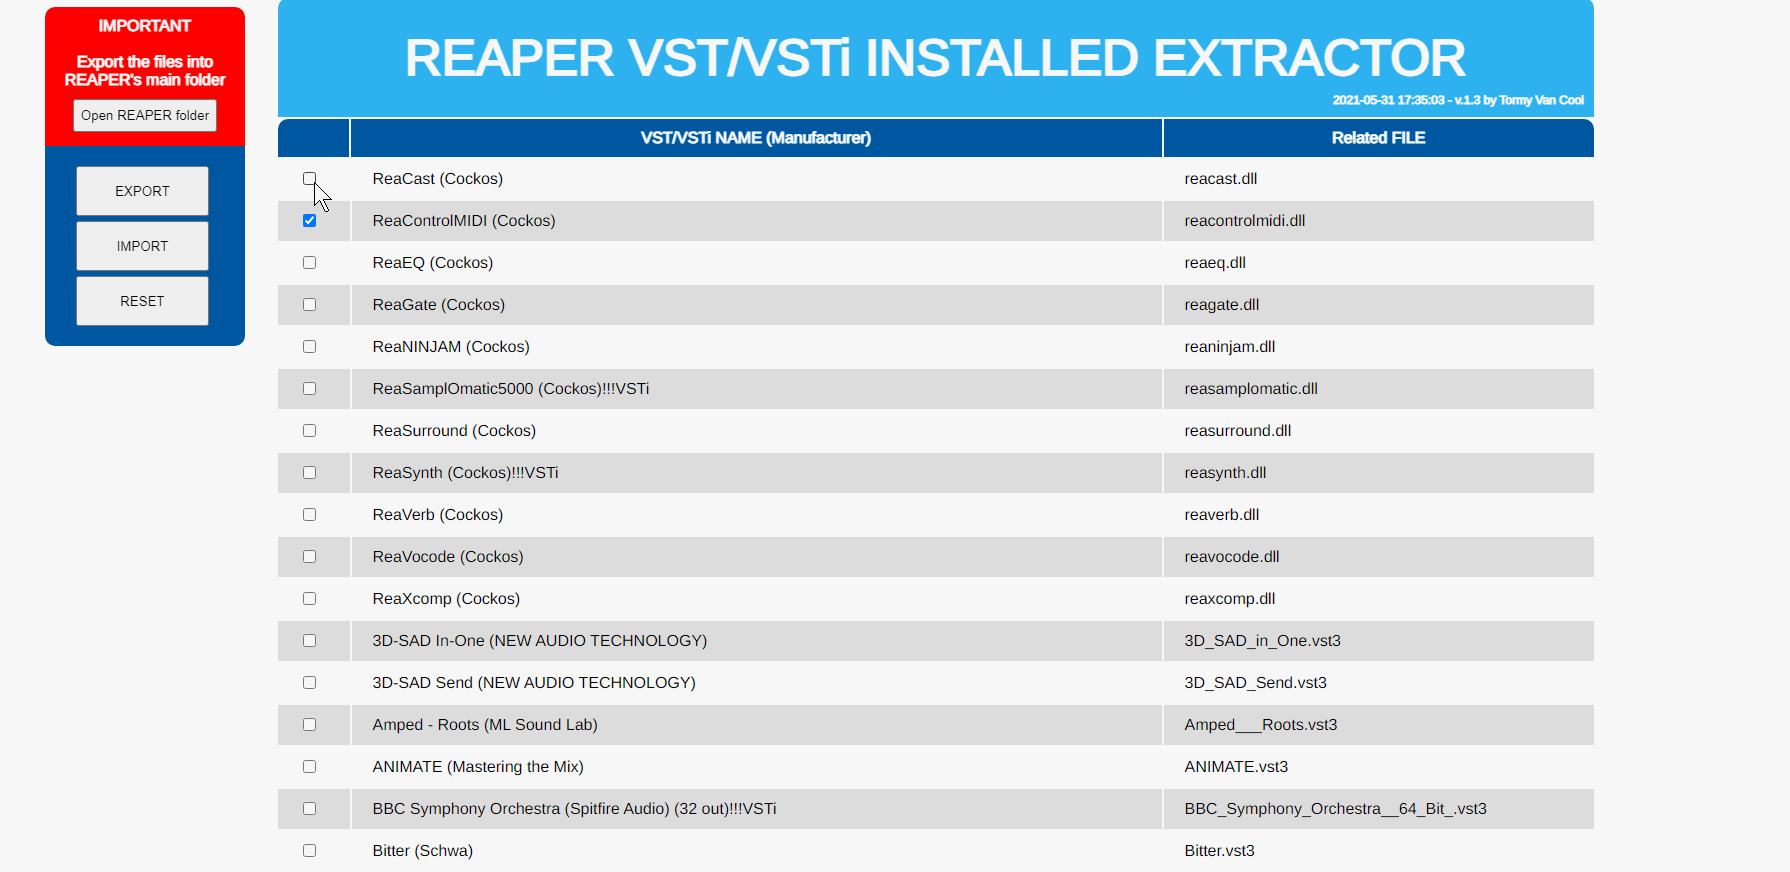 IMPORTANT
Export the files into
REAPER's main folder
Open REAPER folder
EXPORT
IMPORT
RESET
REAPER VST/VSTi INSTALLED EXTRACTOR
2021-05-31 17:35:03 - v.1.3 by Tormy Van Cool
VST/VSTi NAME (Manufacturer) Related FILE
ReaCast (Cockos) reacast.dll
ReaControlMIDI (Cockos) reacontrolmidi.dll
ReaEQ (Cockos) reaeq.dll
ReaGate (Cockos) reagate.dll
ReaNINJAM (Cockos) reaninjam.dll
ReaSamplOmatic5000 (Cockos)!!!VSTi reasamplomatic.dll
ReaSurround (Cockos) reasurround.dll
ReaSynth (Cockos)!!!VSTi reasynth.dll
ReaVerb (Cockos) reaverb.dll
ReaVocode (Cockos) reavocode.dll
ReaXcomp (Cockos) reaxcomp.dll
3D-SAD In-One (NEW AUDIO TECHNOLOGY) 3D_SAD_in_One.vst3
3D-SAD Send (NEW AUDIO TECHNOLOGY) 3D_SAD_Send.vst3
Amped - Roots (ML Sound Lab) Amped___Roots.vst3
ANIMATE (Mastering the Mix) ANIMATE.vst3
BBC Symphony Orchestra (Spitfire Audio) (32 out)!!!VSTi BBC_Symphony_Orchestra__64_Bit_.vst3
Bitter (Schwa) Bitter.vst3